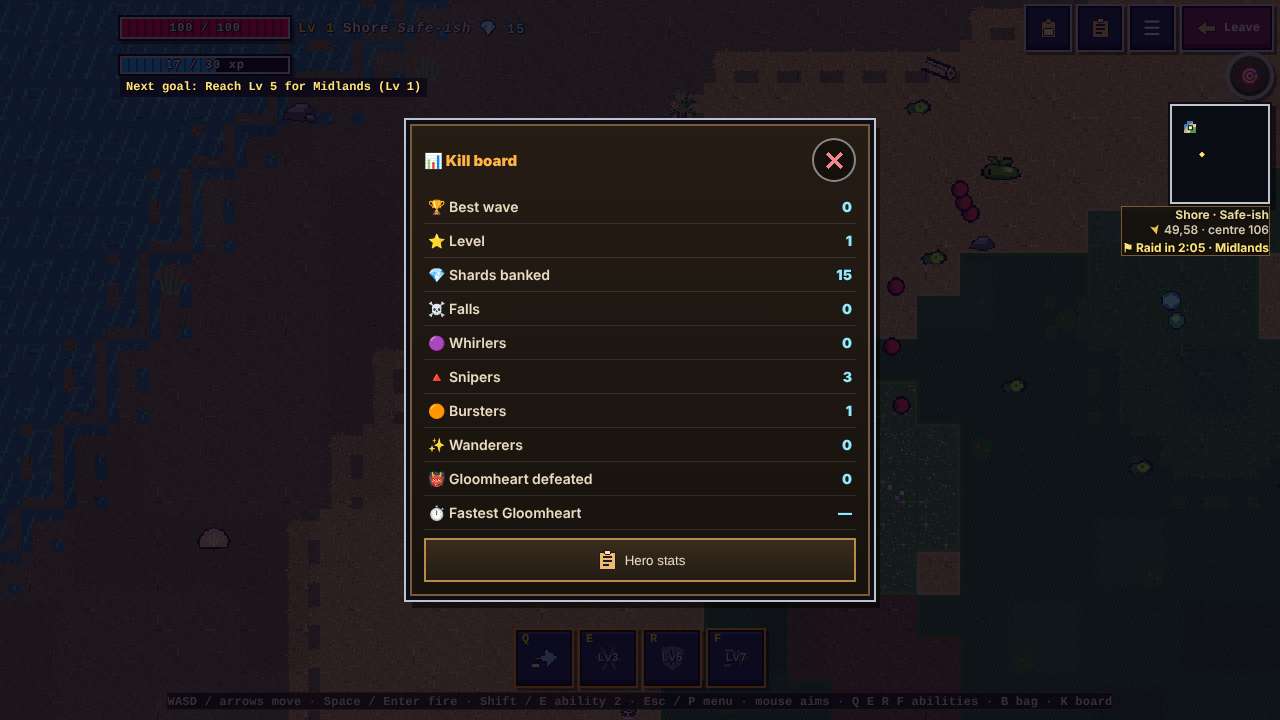 100 / 100
Lv 1 Shore Safe-ish 15
17 / 30 xp
Next goal: Reach Lv 5 for Midlands (Lv 1)
Leave
Shore · Safe-ish
49,58 · centre 106
Raid in 2:05 · Midlands
Kill board
Best wave 0
Level 1
Shards banked 15
Falls 0
Whirlers 0
Snipers 3
Bursters 1
Wanderers 0
Gloomheart defeated 0
Fastest Gloomheart —
Hero stats
Q E R F
LV3 LV5 LV7
WASD / arrows move · Space / Enter fire · Shift / E ability 2 · Esc / P menu · mouse aims · Q E R F abilities · B bag · K board